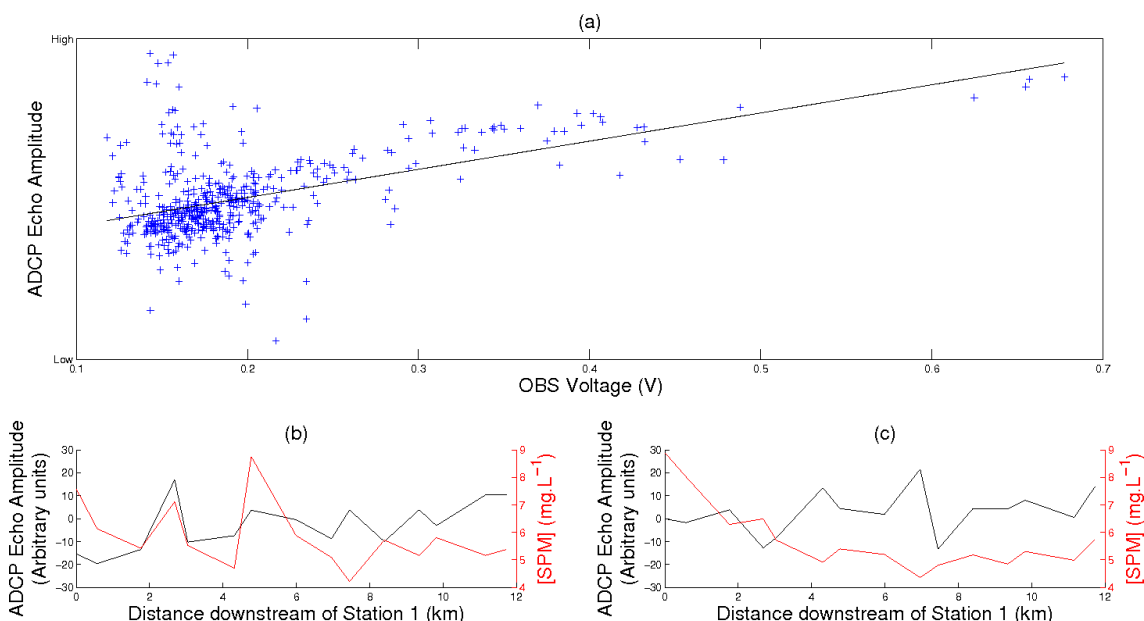 (a)
High
ADCP Echo Amplitude
Low
0.1 0.2 0.3 0.4 0.5 0.6 0.7
OBS Voltage (V)
(b)
ADCP Echo Amplitude
(Arbitrary units)
30
20
10
0
−10
−20
−30
9
8
7
6
5
4
[SPM] (mg.L−1)
0 2 4 6 8 10 12
Distance downstream of Station 1 (km)
(c)
ADCP Echo Amplitude
(Arbitrary units)
30
20
10
0
−10
−20
−30
9
8
7
6
5
4
[SPM] (mg.L−1)
0 2 4 6 8 10 12
Distance downstream of Station 1 (km)